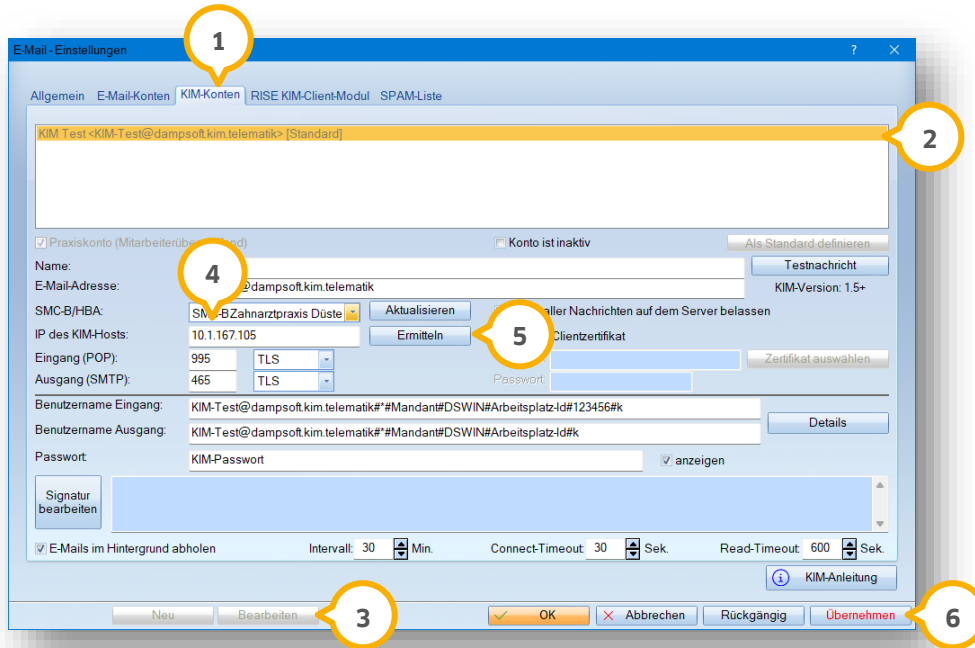 1
E-Mail - Einstellungen ? ×
Allgemein E-Mail-Konten KIM-Konten RISE KIM-Client-Modul SPAM-Liste
KIM Test <KIM-Test@dampsoft.kim.telematik> [Standard]
2
Praxiskonto (Mitarbeiterüb Konto ist inaktiv Als Standard definieren
Name: Testnachricht
4
E-Mail-Adresse: @dampsoft.kim.telematik KIM-Version: 1.5+
SMC-B/HBA: BZahnarztpraxis Düste Aktualisieren aller Nachrichten auf dem Server belassen
IP des KIM-Hosts: 10.1.167.105 Ermitteln 5 Clientzertifikat
Eingang (POP): 995 TLS Zertifikat auswählen
Ausgang (SMTP): 465 TLS Passwort:
Benutzername Eingang: KIM-Test@dampsoft.kim.telematik#*#Mandant#DSWIN#Arbeitsplatz-Id#123456#k
Details
Benutzername Ausgang: KIM-Test@dampsoft.kim.telematik#*#Mandant#DSWIN#Arbeitsplatz-Id#k
Passwort: KIM-Passwort anzeigen
Signatur
bearbeiten
E-Mails im Hintergrund abholen Intervall: 30 Min. Connect-Timeout: 30 Sek. Read-Timeout: 600 Sek.
i KIM-Anleitung
Neu Bearbeiten 3 OK Abbrechen Rückgängig Übernehmen 6